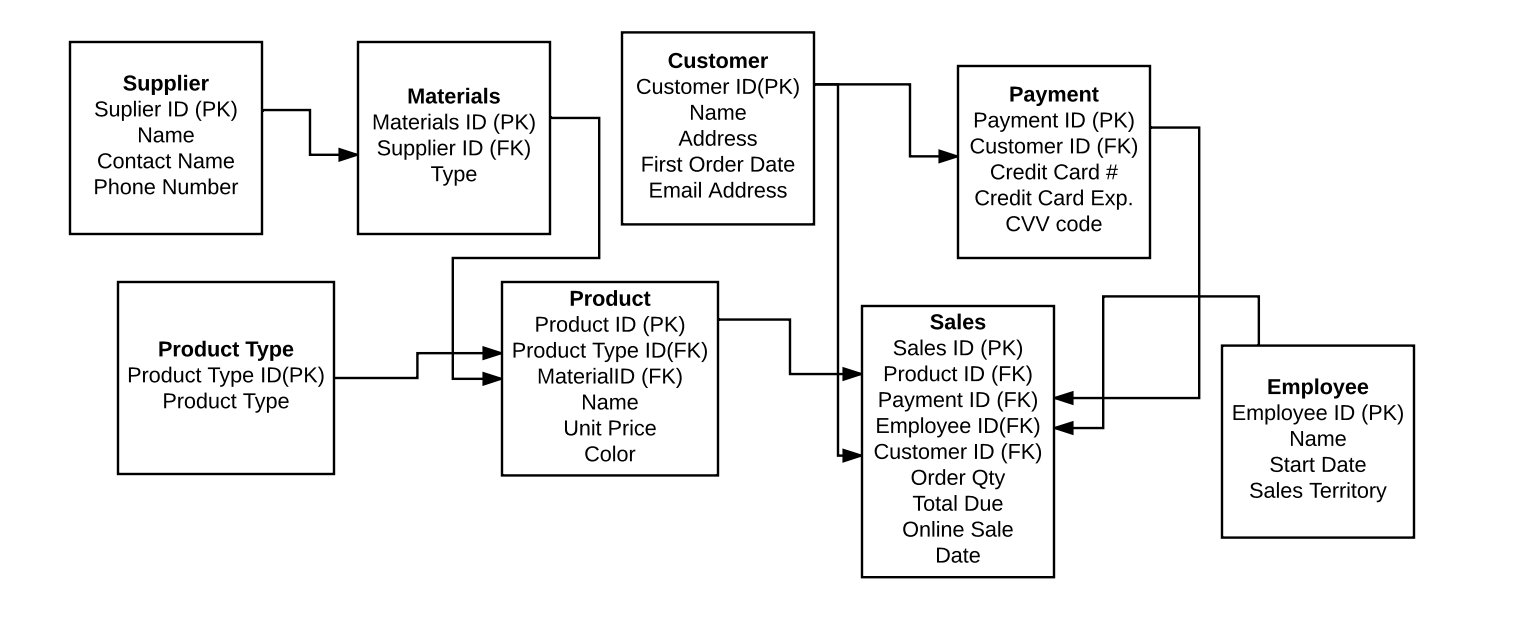 Supplier
Suplier ID (PK)
Name
Contact Name
Phone Number
Materials
Materials ID (PK)
Supplier ID (FK)
Type
Customer
Customer ID(PK)
Name
Address
First Order Date
Email Address
Payment
Payment ID (PK)
Customer ID (FK)
Credit Card #
Credit Card Exp.
CVV code
Product Type
Product Type ID(PK)
Product Type
Product
Product ID (PK)
Product Type ID(FK)
MaterialID (FK)
Name
Unit Price
Color
Sales
Sales ID (PK)
Product ID (FK)
Payment ID (FK)
Employee ID(FK)
Customer ID (FK)
Order Qty
Total Due
Online Sale
Date
Employee
Employee ID (PK)
Name
Start Date
Sales Territory